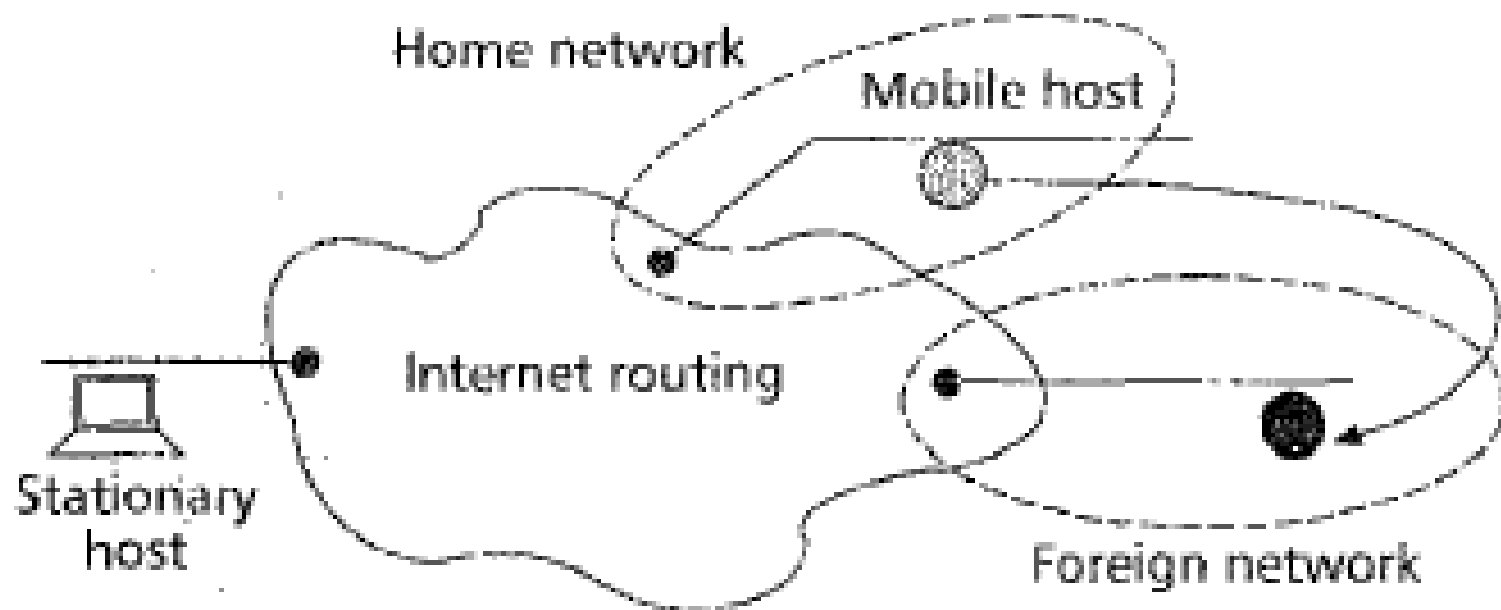 Home network
Mobile host
Internet routing
Stationary
host
Foreign network